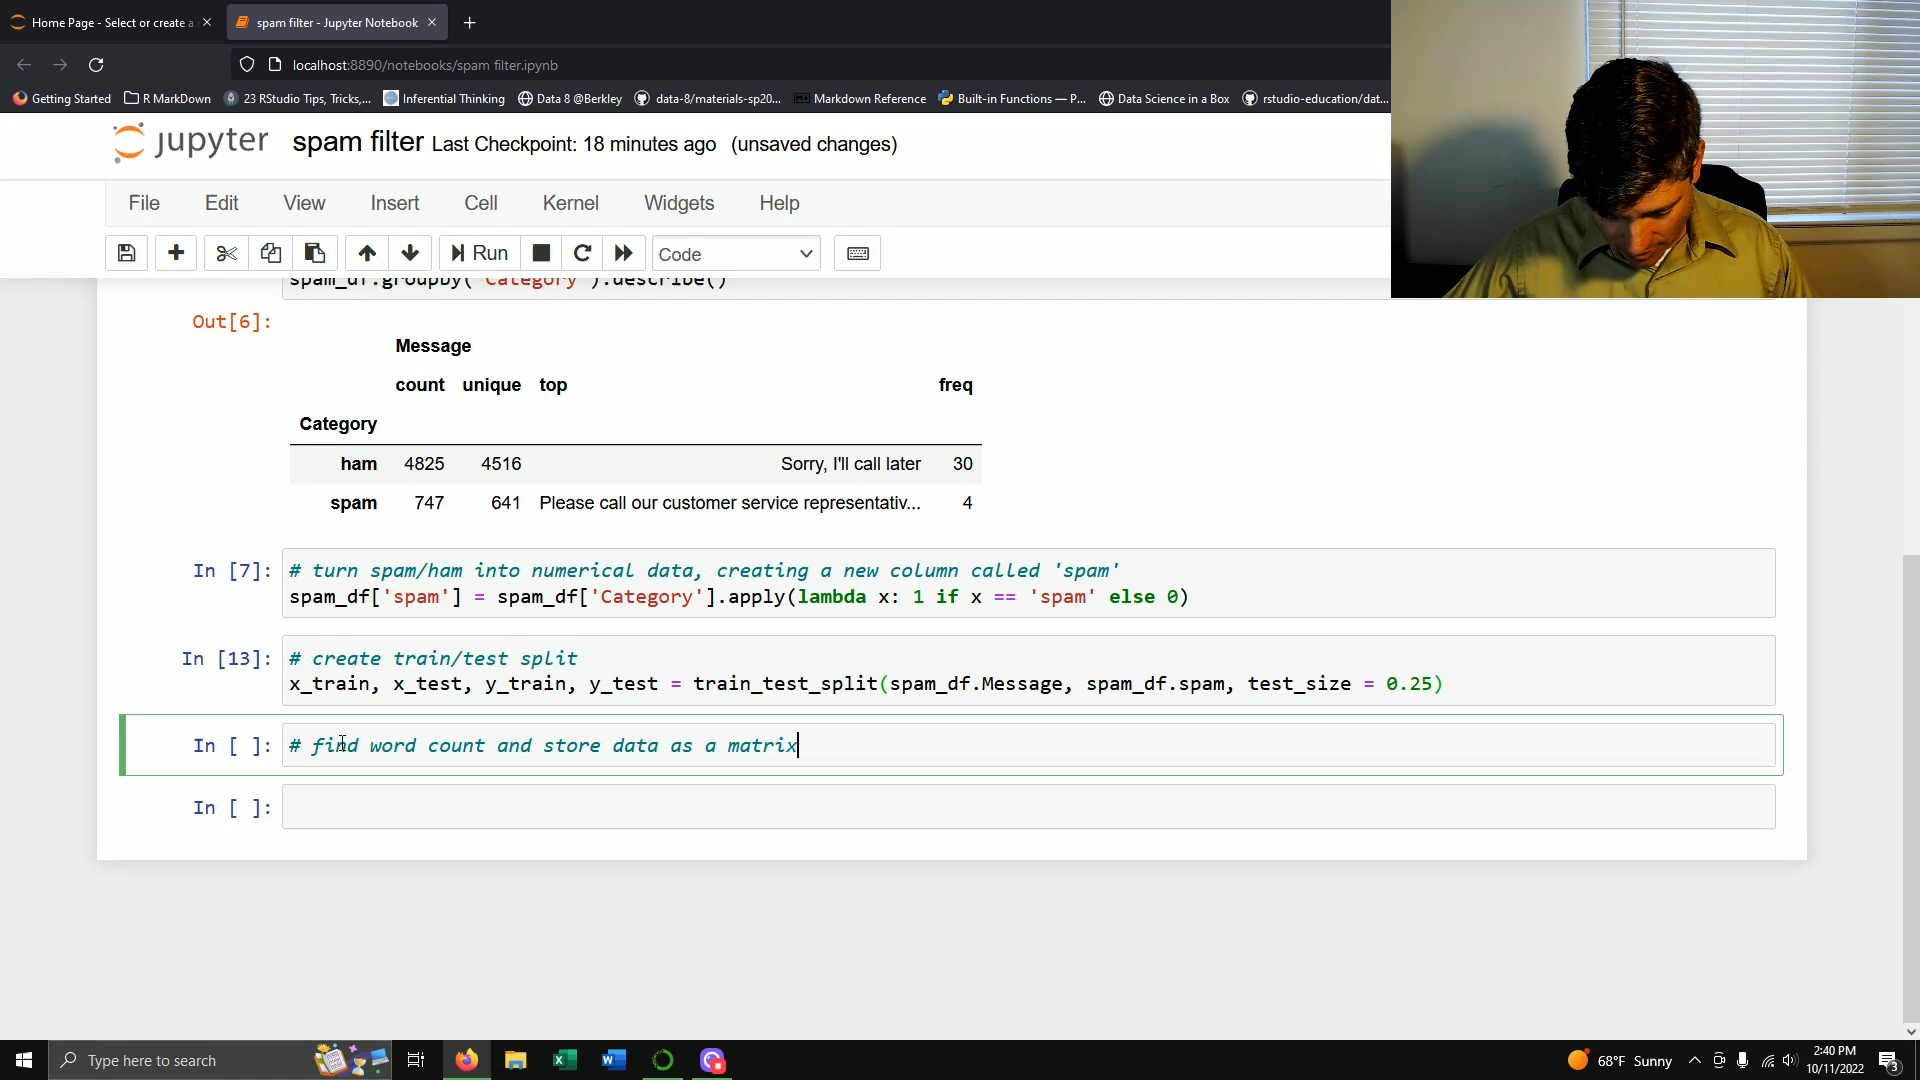 Home Page - Select or create a
spam filter - Jupyter Notebook
localhost:8890/notebooks/spam filter.ipynb
Getting Started R MarkDown 23 RStudio Tips, Tricks,... Inferential Thinking Data 8 @Berkley data-8/materials-sp20... Markdown Reference Built-in Functions — P... Data Science in a Box rstudio-education/dat...
jupyter spam filter Last Checkpoint: 18 minutes ago (unsaved changes)
File Edit View Insert Cell Kernel Widgets Help
Run Code
spam_df.groupby('Category').describe()
Out[6]:
Message
count unique top freq
Category
ham 4825 4516 Sorry, I'll call later 30
spam 747 641 Please call our customer service representativ... 4
In [7]: # turn spam/ham into numerical data, creating a new column called 'spam'
spam_df['spam'] = spam_df['Category'].apply(lambda x: 1 if x == 'spam' else 0)
In [13]: # create train/test split
x_train, x_test, y_train, y_test = train_test_split(spam_df.Message, spam_df.spam, test_size = 0.25)
In [ ]: # find word count and store data as a matrix
In [ ]:
Type here to search
68°F Sunny
2:40 PM
10/11/2022
3